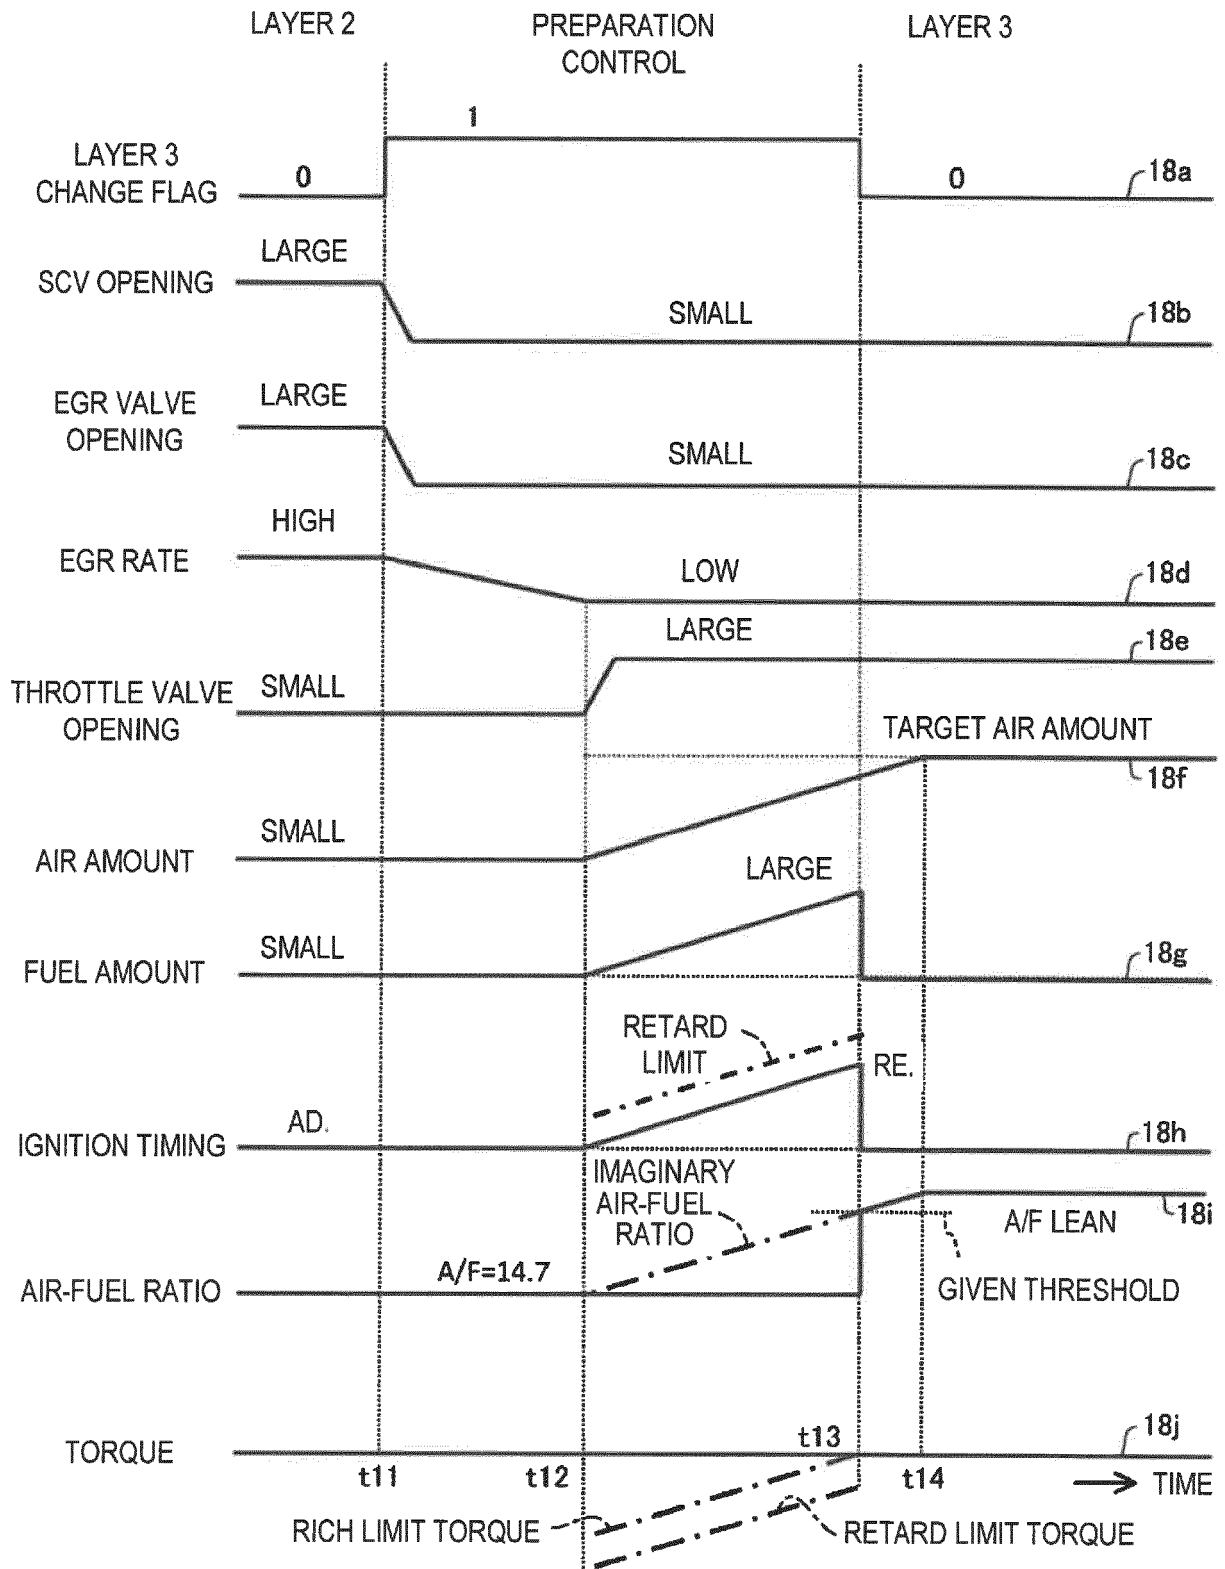 LAYER 2
PREPARATION
CONTROL
LAYER 3
1
LAYER 3
CHANGE FLAG
0
0
18a
LARGE
SCV OPENING
SMALL
18b
EGR VALVE
OPENING
LARGE
SMALL
18c
HIGH
EGR RATE
LOW
18d
LARGE
18e
THROTTLE VALVE
OPENING
SMALL
TARGET AIR AMOUNT
18f
SMALL
AIR AMOUNT
LARGE
SMALL
FUEL AMOUNT
18g
RETARD
LIMIT
RE.
AD.
IGNITION TIMING
18h
IMAGINARY
AIR-FUEL
RATIO
18i
A/F LEAN
A/F=14.7
AIR-FUEL RATIO
GIVEN THRESHOLD
TORQUE
t13
18j
t11
t12
t14
TIME
RICH LIMIT TORQUE
RETARD LIMIT TORQUE